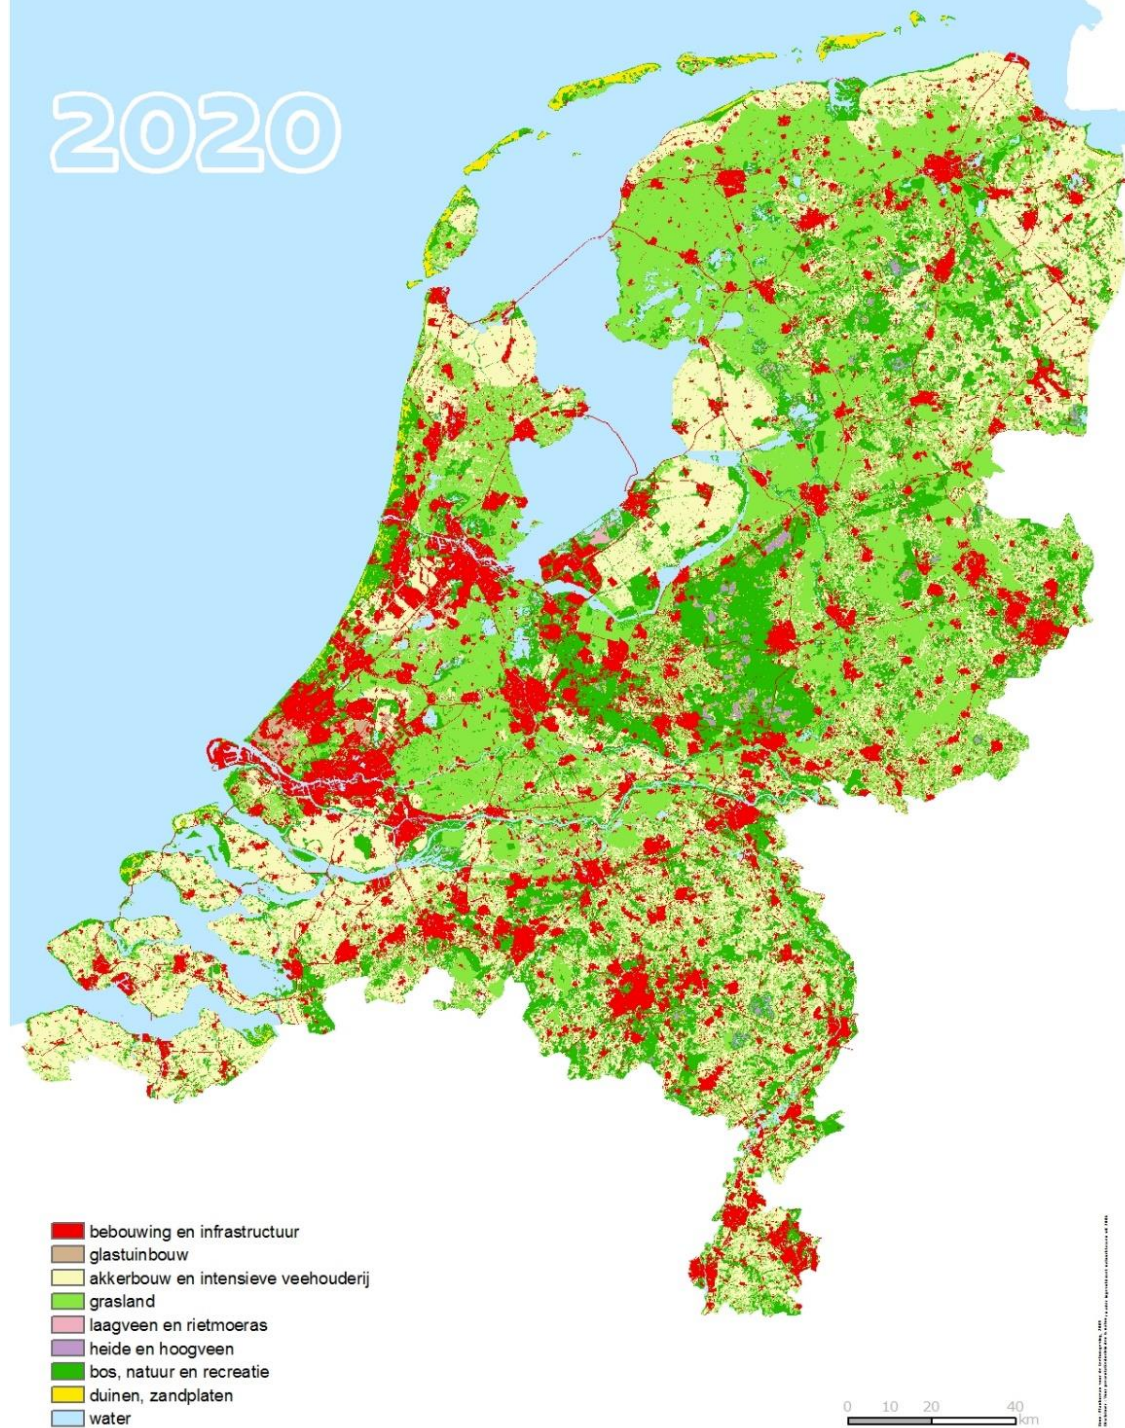 2020
bebouwing en infrastructuur
glastuinbouw
akkerbouw en intensieve veehouderij
grasland
laagveen en rietmoeras
heide en hoogveen
bos, natuur en recreatie
duinen, zandplaten
water
0 10 20 40
km